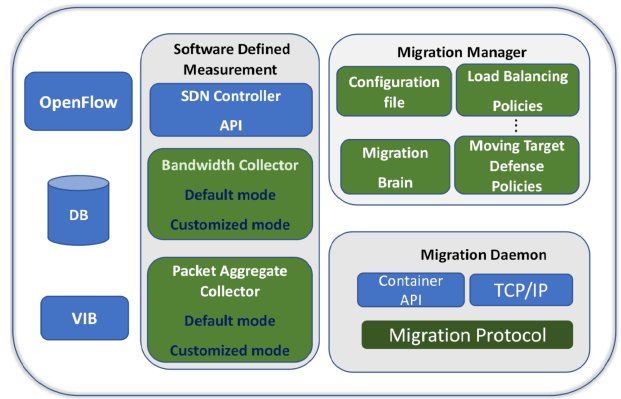 OpenFlow
DB
VIB
Software Defined
Measurement
SDN Controller
API
Bandwidth Collector
Default mode
Customized mode
Packet Aggregate
Collector
Default mode
Customized mode
Migration Manager
Configuration
file
Load Balancing
Policies
Migration
Brain
Moving Target
Defense
Policies
Migration Daemon
Container
API
TCP/IP
Migration Protocol